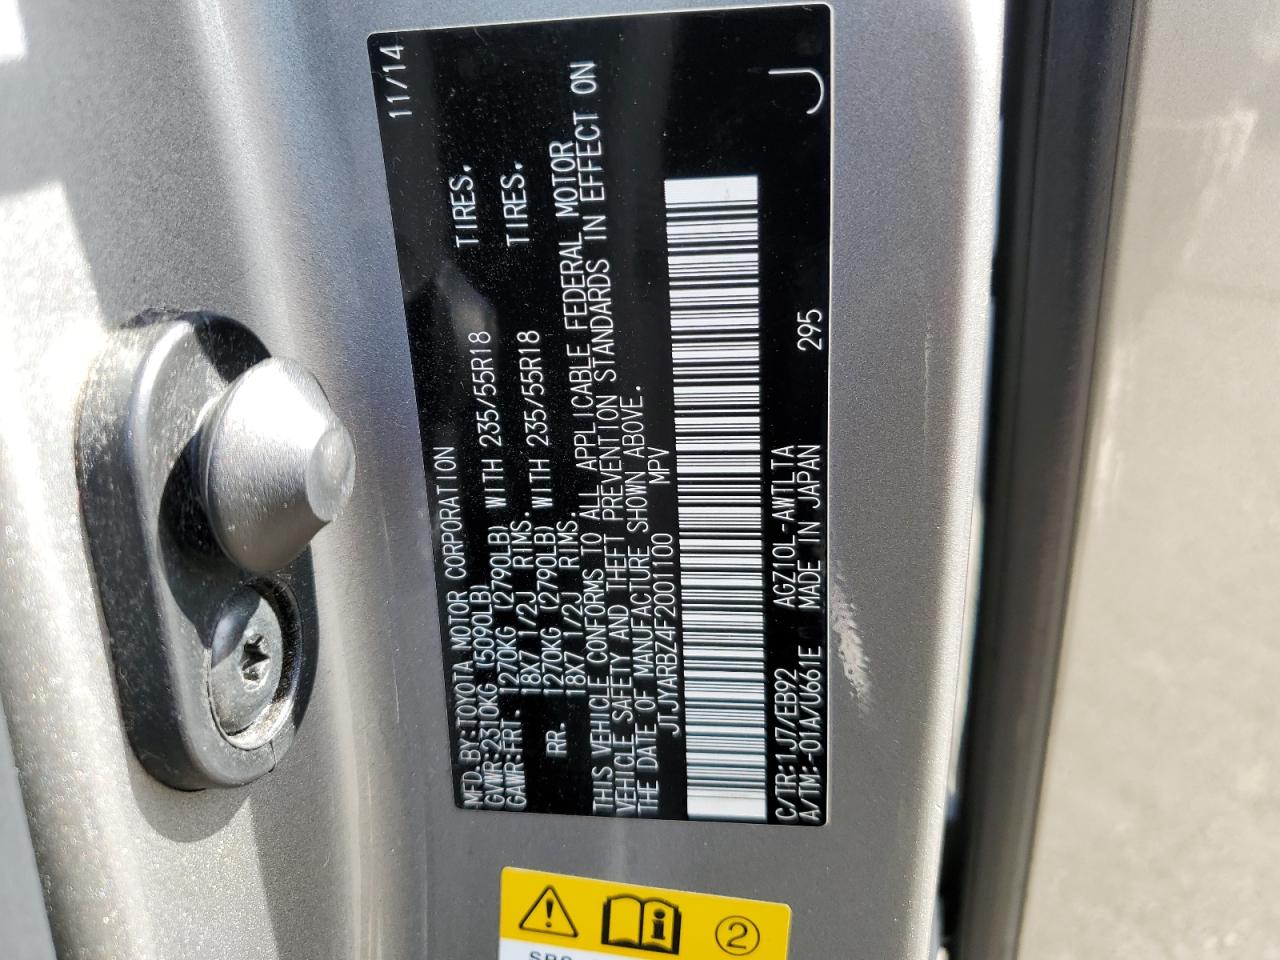 MFD. BY: TOYOTA MOTOR CORPORATION 11/14
GVWR: 2310KG (5090LB)
GAWR: FRT. 1270KG (2790LB) WITH 235/55R18 TIRES.
18X7 1/2J RIMS.
RR. 1270KG (2790LB) WITH 235/55R18 TIRES.
18X7 1/2J RIMS.
THIS VEHICLE CONFORMS TO ALL APPLICABLE FEDERAL MOTOR
VEHICLE SAFETY AND THEFT PREVENTION STANDARDS IN EFFECT ON
THE DATE OF MANUFACTURE SHOWN ABOVE.
JTJYARBZ4F2001100 MPV
C/TR: 1J7/EB92 AGZ10L-AWTLTA 295 J
A/TM: -01A/U661E MADE IN JAPAN
2